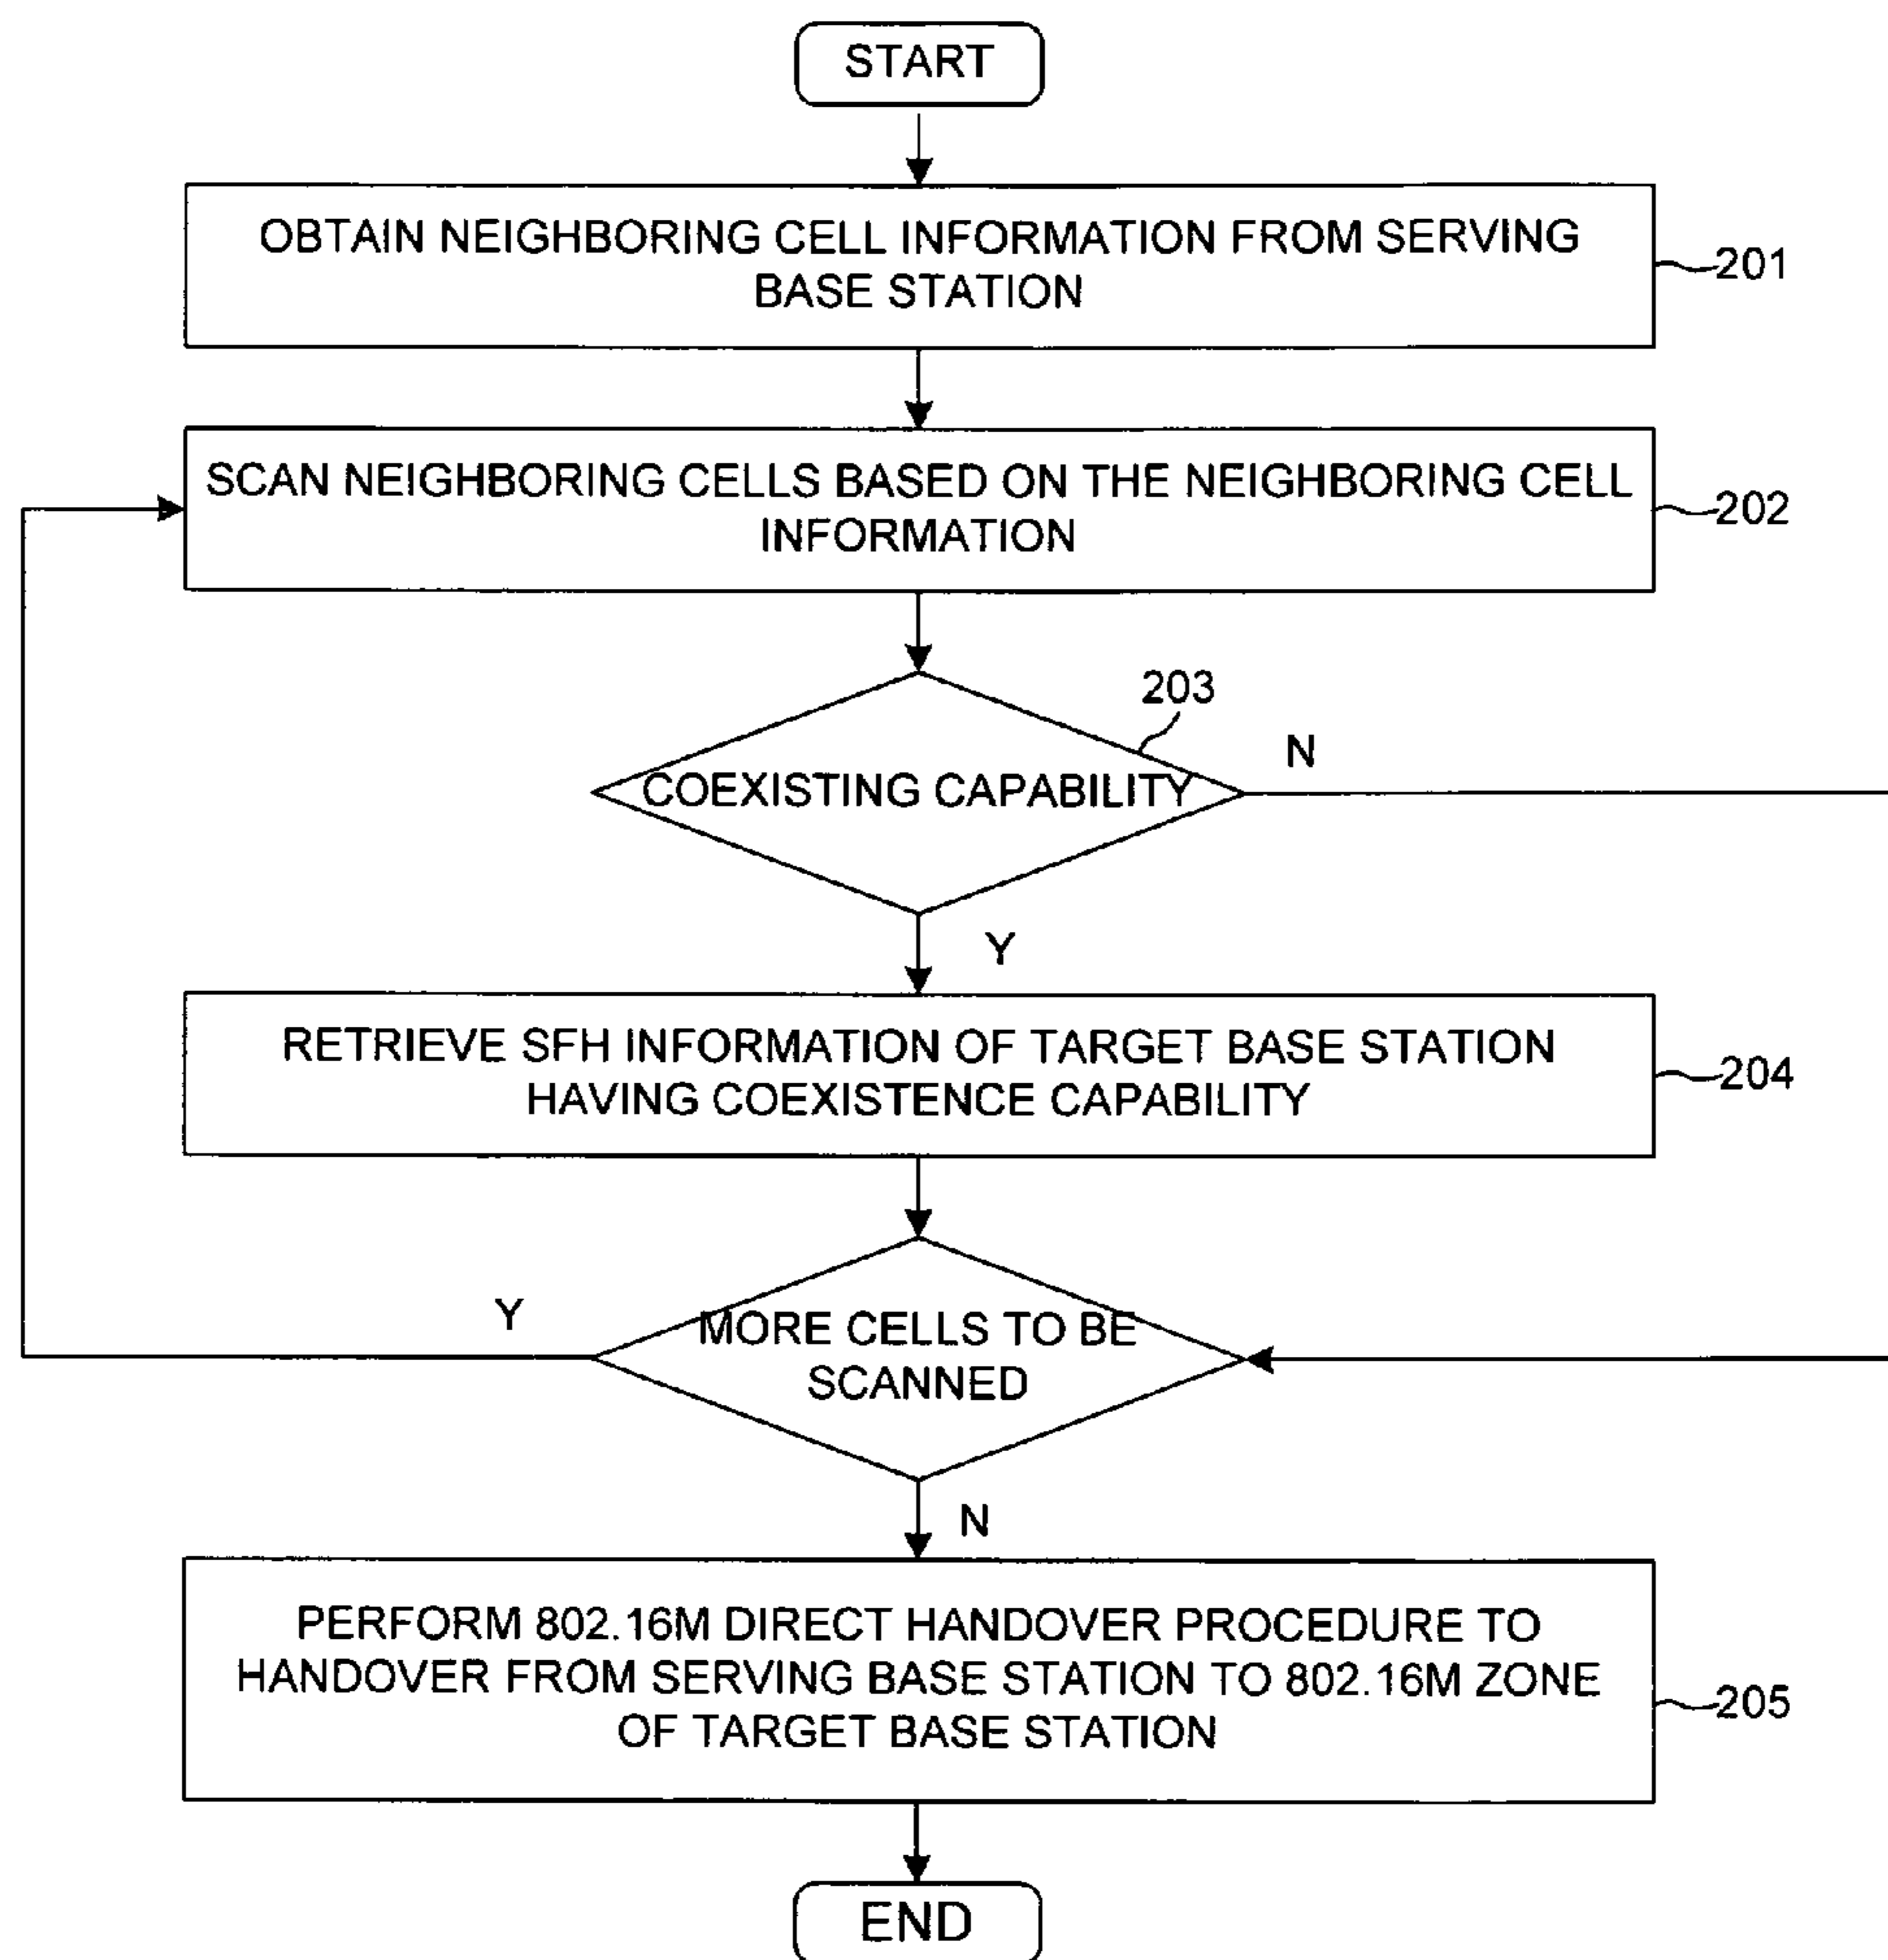 START
OBTAIN NEIGHBORING CELL INFORMATION FROM SERVING
BASE STATION
201
SCAN NEIGHBORING CELLS BASED ON THE NEIGHBORING CELL
INFORMATION
202
203
COEXISTING CAPABILITY
N
Y
RETRIEVE SFH INFORMATION OF TARGET BASE STATION
HAVING COEXISTENCE CAPABILITY
204
Y
MORE CELLS TO BE
SCANNED
N
PERFORM 802.16M DIRECT HANDOVER PROCEDURE TO
HANDOVER FROM SERVING BASE STATION TO 802.16M ZONE
OF TARGET BASE STATION
205
END